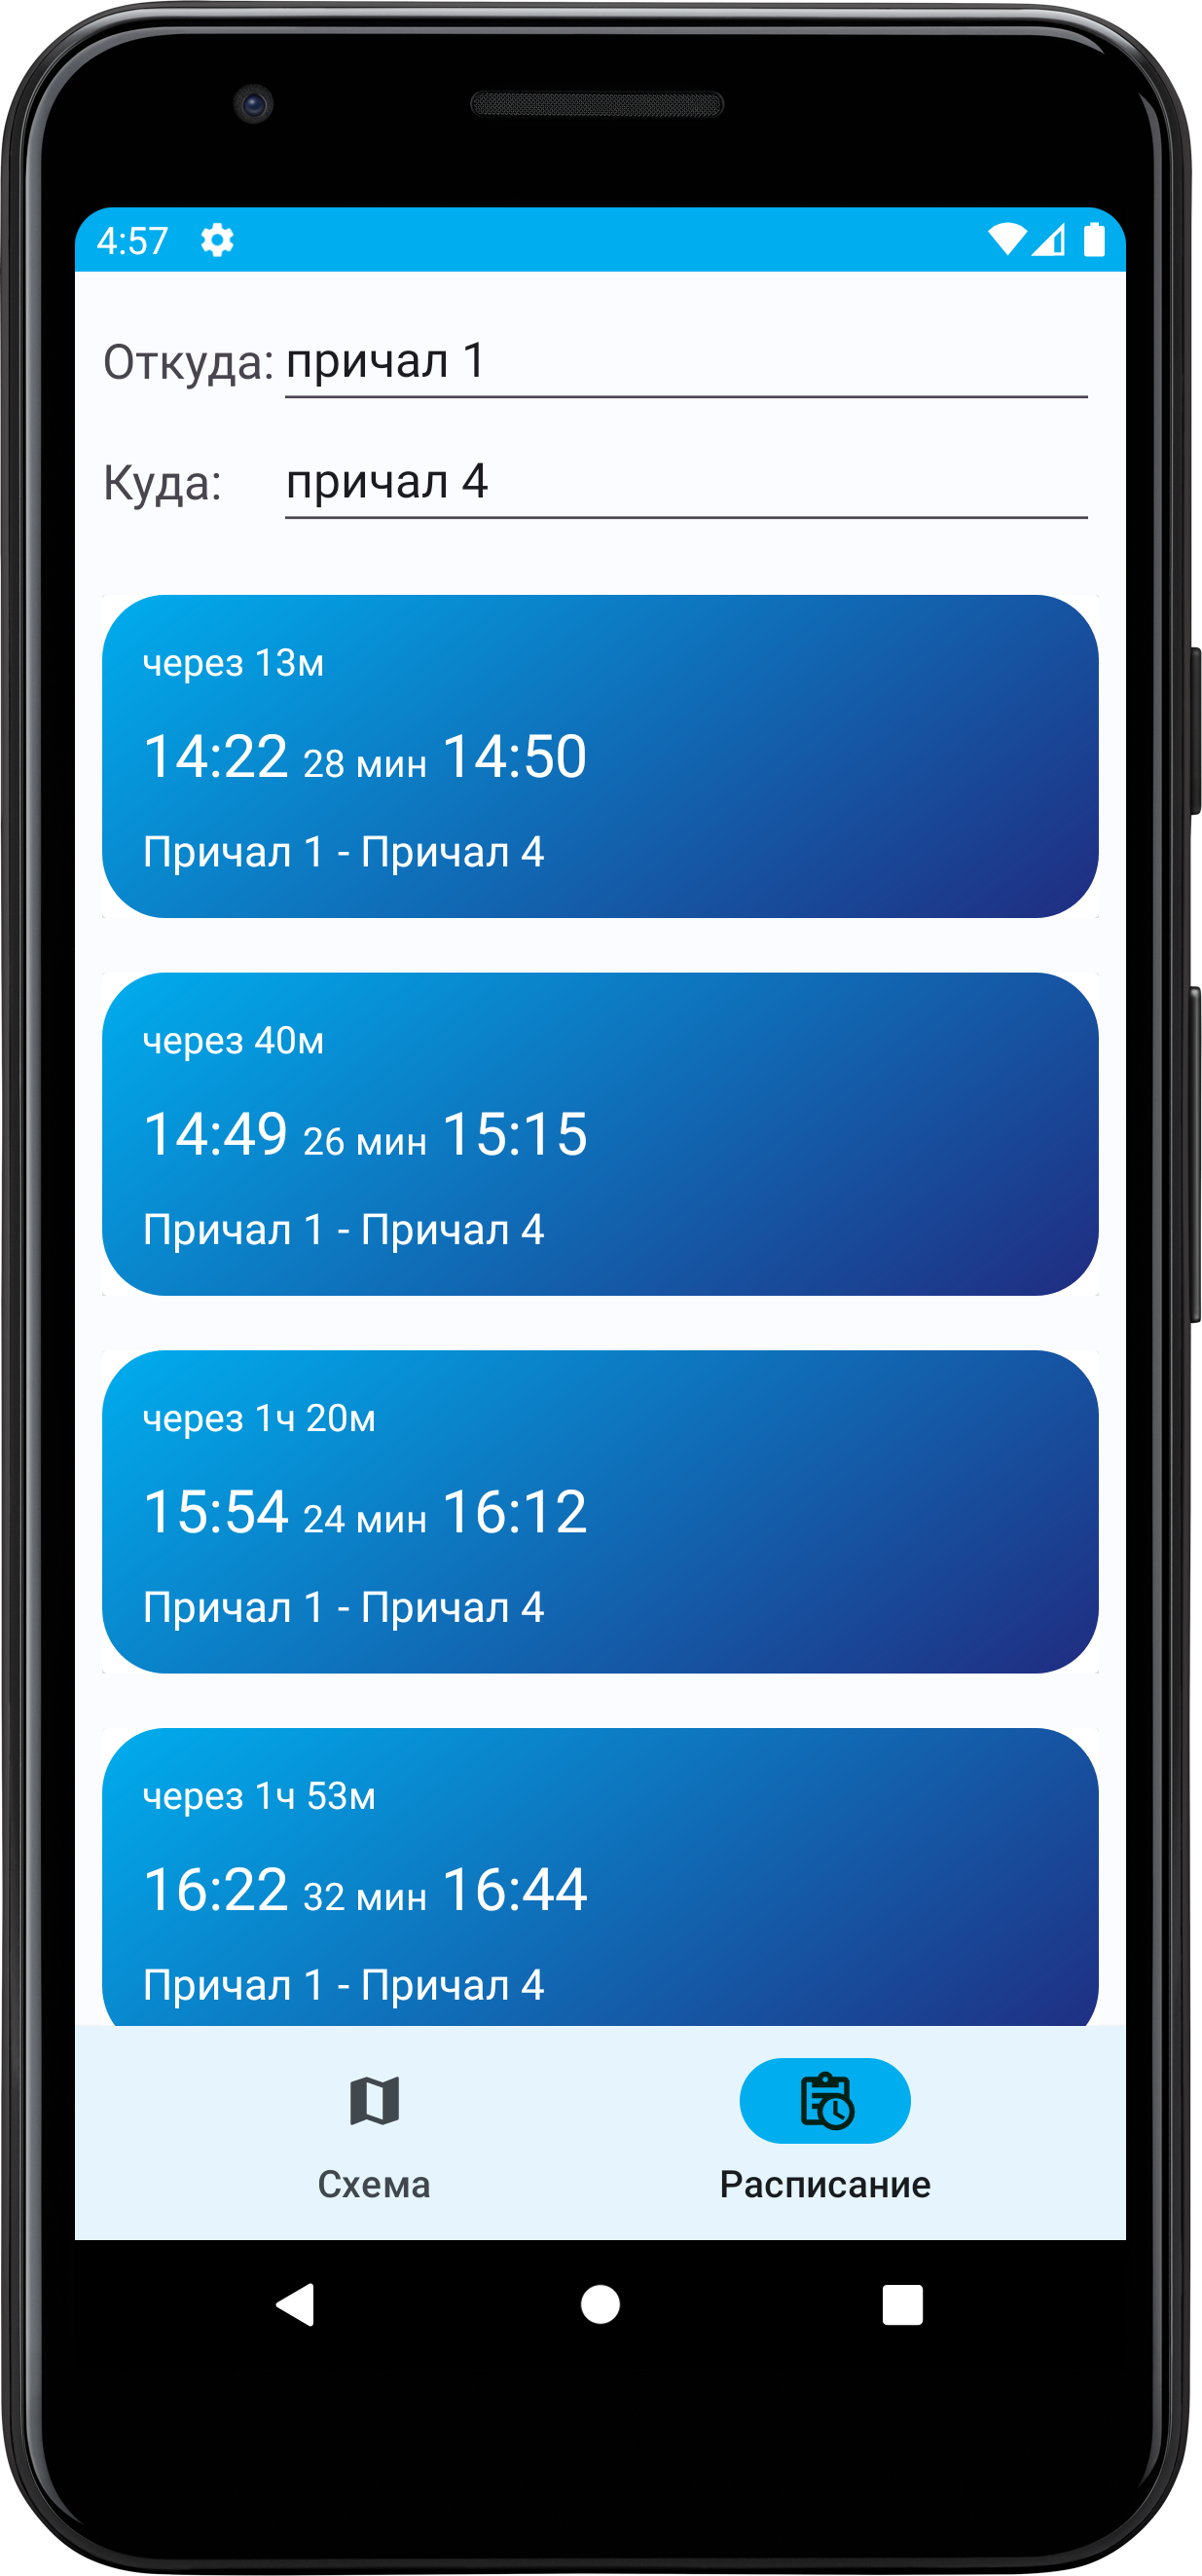 4:57
Откуда: причал 1
Куда: причал 4
через 13м
14:22 28 мин 14:50
Причал 1 - Причал 4
через 40м
14:49 26 мин 15:15
Причал 1 - Причал 4
через 1ч 20м
15:54 24 мин 16:12
Причал 1 - Причал 4
через 1ч 53м
16:22 32 мин 16:44
Причал 1 - Причал 4
Схема Расписание